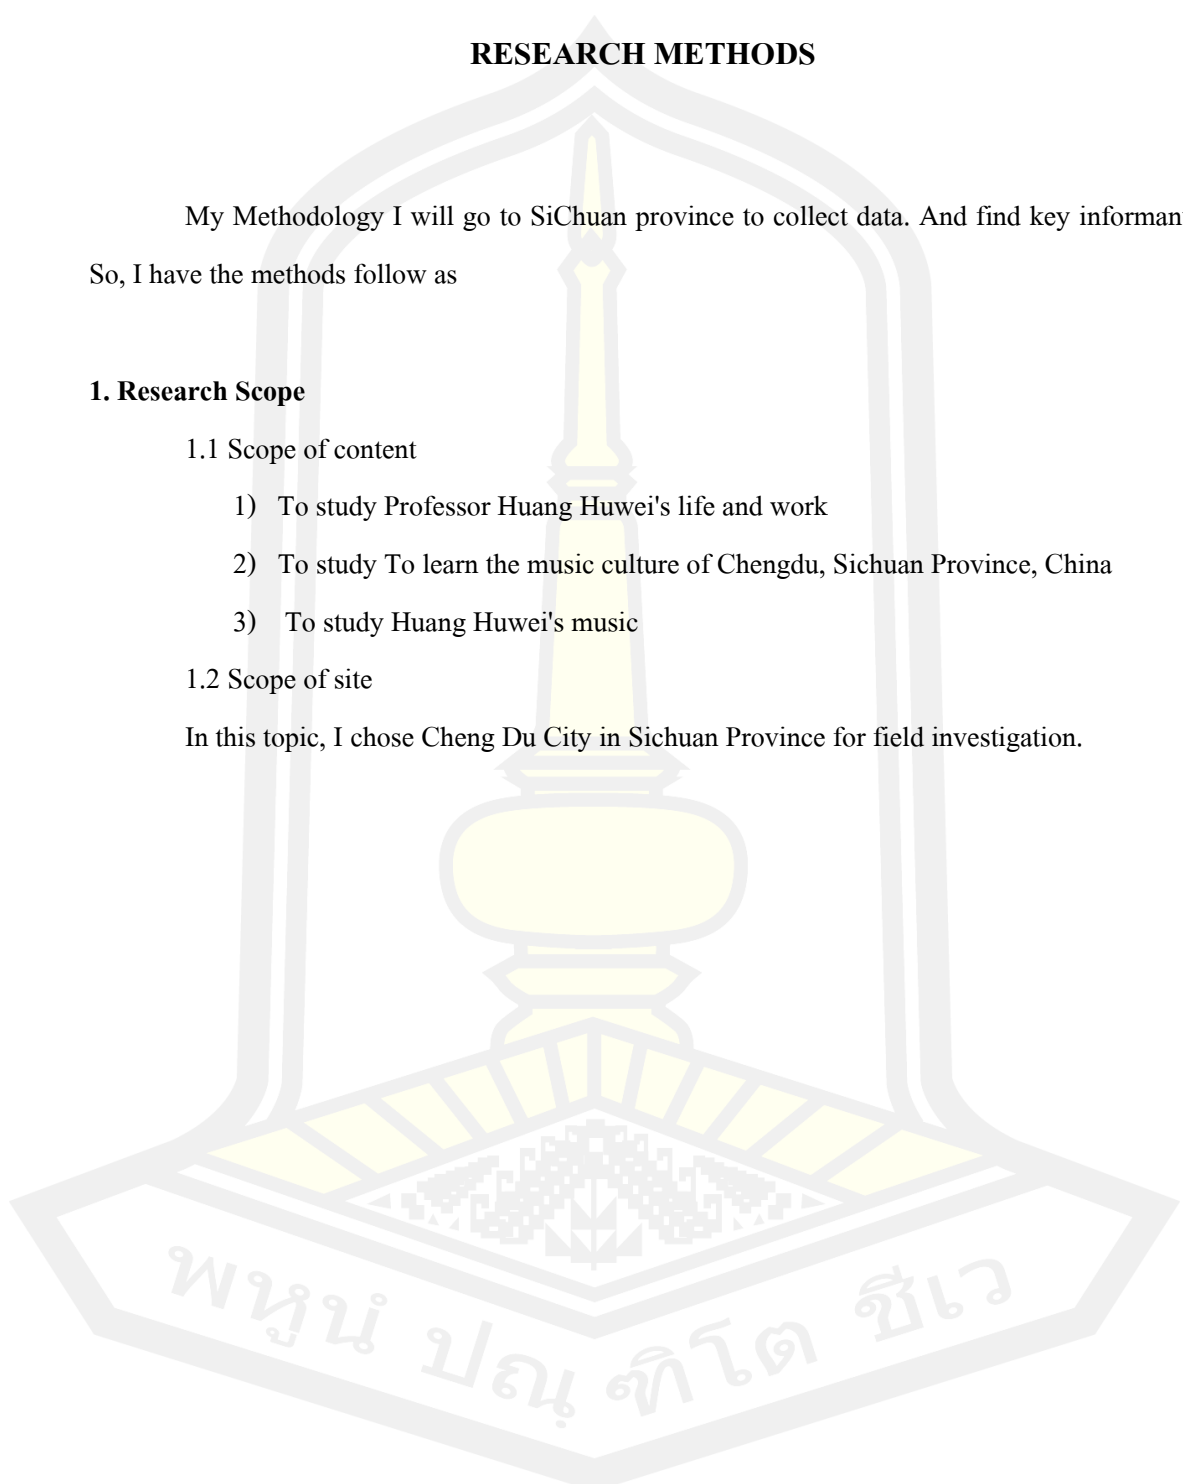 RESEARCH METHODS
My Methodology I will go to SiChuan province to collect data. And find key informan
So, I have the methods follow as
1. Research Scope
1.1 Scope of content
1) To study Professor Huang Huwei's life and work
2) To study To learn the music culture of Chengdu, Sichuan Province, China
3) To study Huang Huwei's music
1.2 Scope of site
In this topic, I chose Cheng Du City in Sichuan Province for field investigation.
พหูนํ ปณฺฑิโต ชีเว